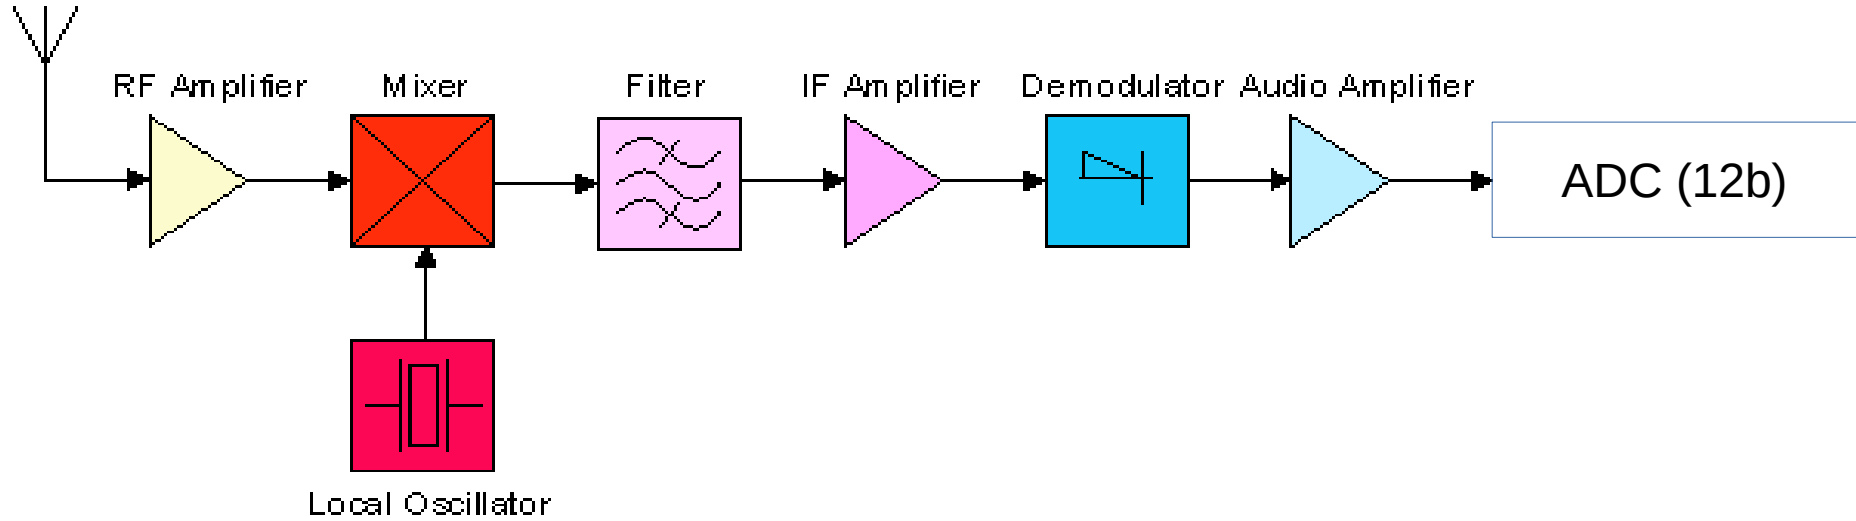 RF Amplifier
Mixer
Filter
IF Amplifier
Demodulator
Audio Amplifier
ADC (12b)
Local Oscillator